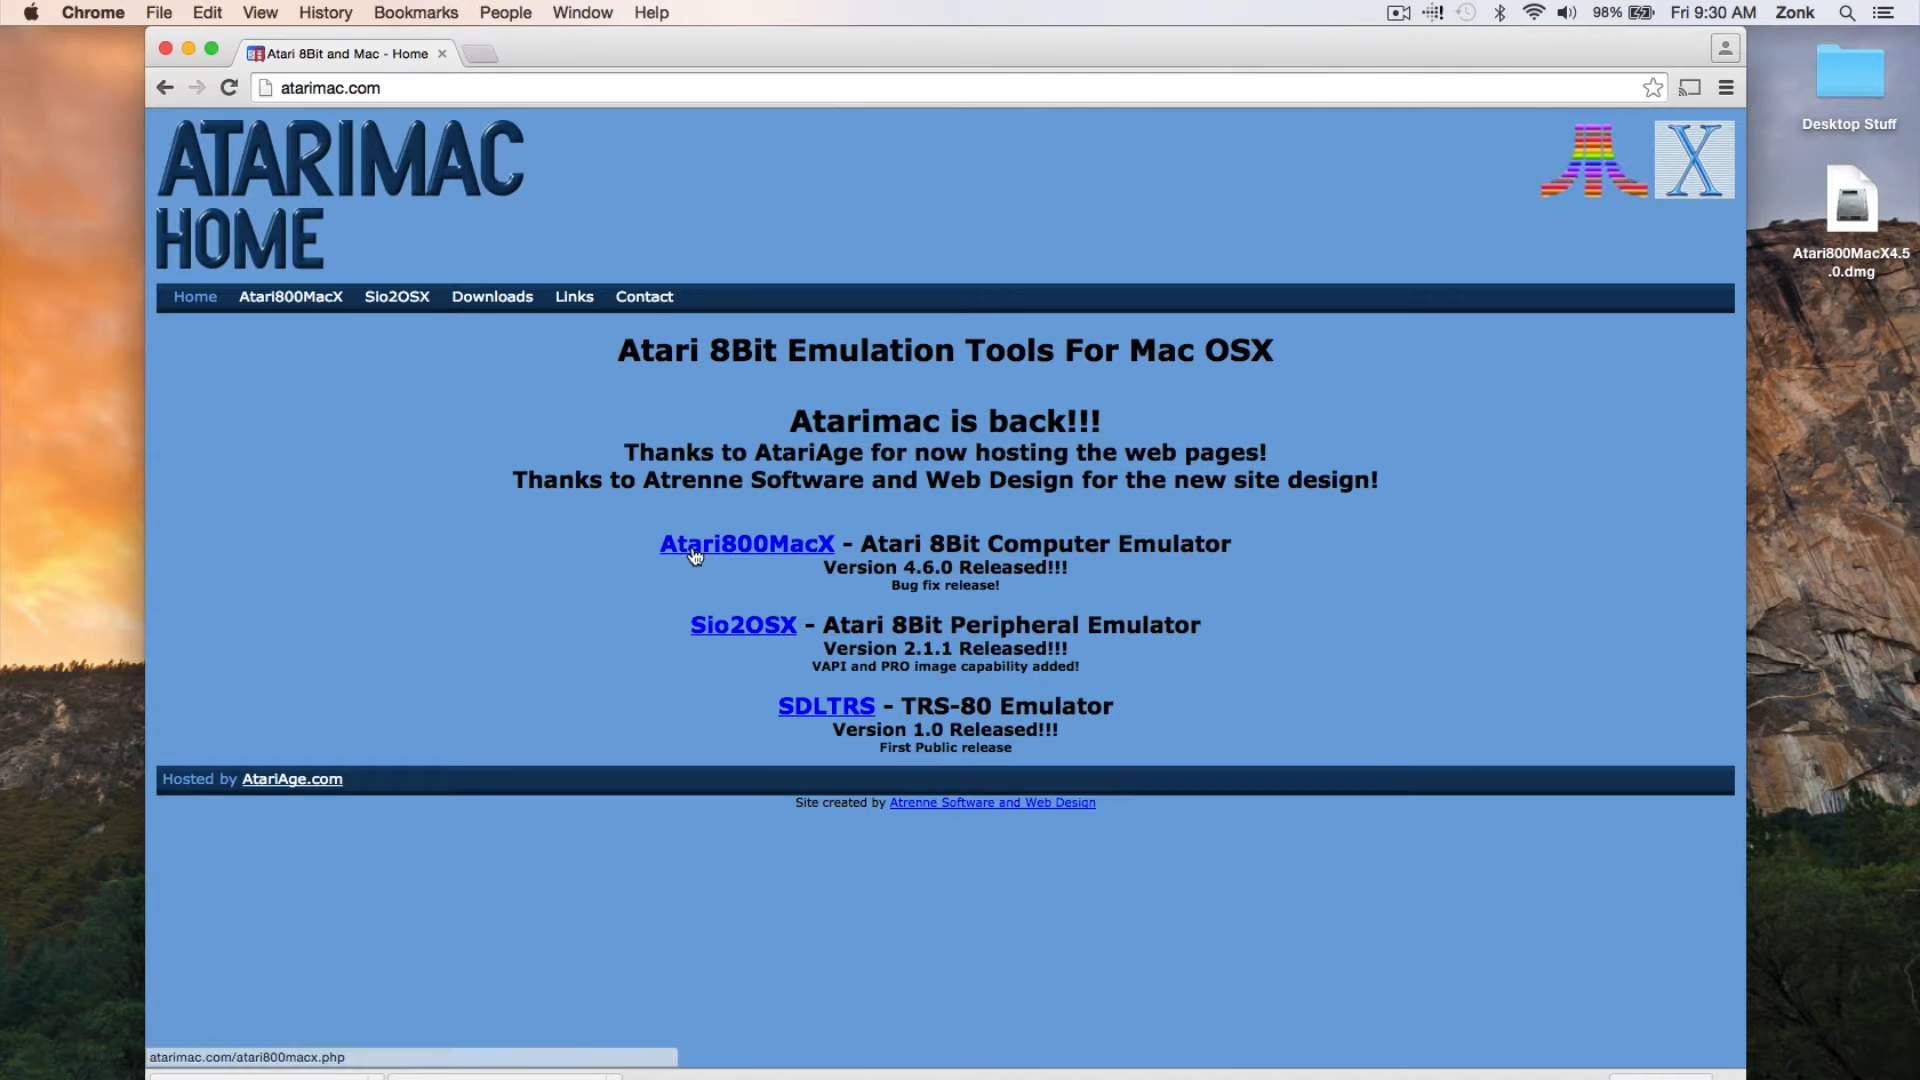 Chrome File Edit View History Bookmarks People Window Help 98% Fri 9:30 AM Zonk
Atari 8Bit and Mac - Home
atarimac.com
Desktop Stuff
Atari800MacX4.5
.0.dmg
ATARIMAC
X
HOME
Home Atari800MacX Sio2OSX Downloads Links Contact
Atari 8Bit Emulation Tools For Mac OSX
Atarimac is back!!!
Thanks to AtariAge for now hosting the web pages!
Thanks to Atrenne Software and Web Design for the new site design!
Atari800MacX - Atari 8Bit Computer Emulator
Version 4.6.0 Released!!!
Bug fix release!
Sio2OSX - Atari 8Bit Peripheral Emulator
Version 2.1.1 Released!!!
VAPI and PRO image capability added!
SDLTRS - TRS-80 Emulator
Version 1.0 Released!!!
First Public release
Hosted by AtariAge.com
Site created by Atrenne Software and Web Design
atarimac.com/atari800macx.php